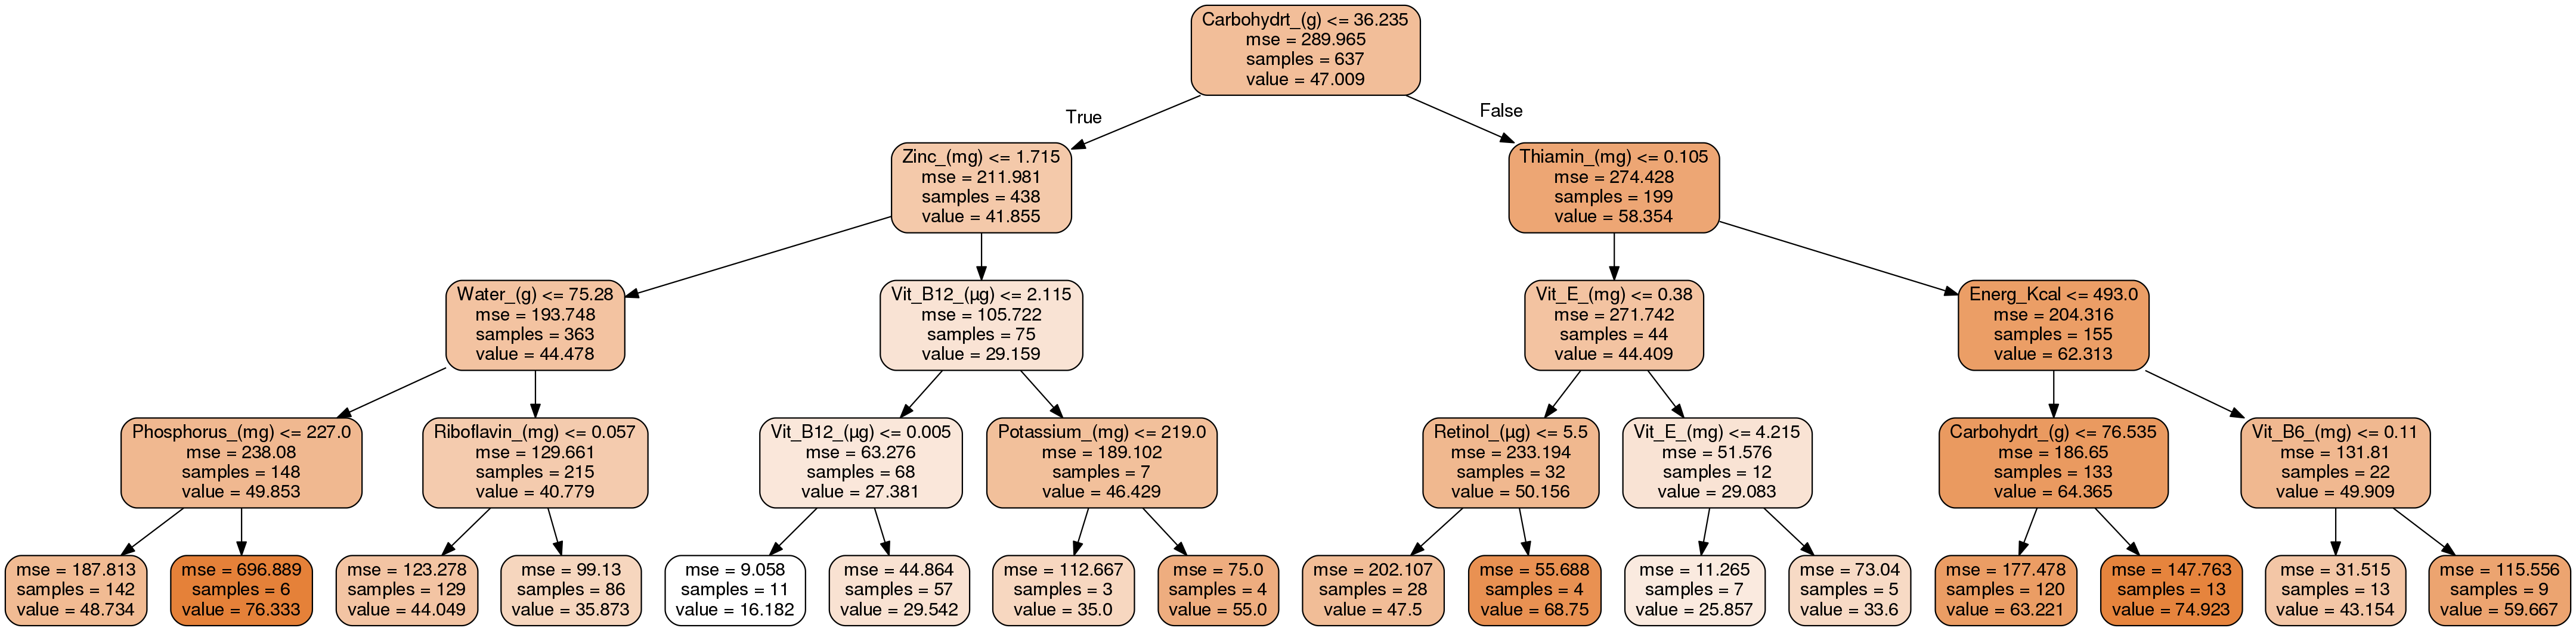 Carbohydrt_(g) <= 36.235
mse = 289.965
samples = 637
value = 47.009
True
False
Zinc_(mg) <= 1.715
mse = 211.981
samples = 438
value = 41.855
Thiamin_(mg) <= 0.105
mse = 274.428
samples = 199
value = 58.354
Water_(g) <= 75.28
mse = 193.748
samples = 363
value = 44.478
Vit_B12_(µg) <= 2.115
mse = 105.722
samples = 75
value = 29.159
Vit_E_(mg) <= 0.38
mse = 271.742
samples = 44
value = 44.409
Energ_Kcal <= 493.0
mse = 204.316
samples = 155
value = 62.313
Phosphorus_(mg) <= 227.0
mse = 238.08
samples = 148
value = 49.853
Riboflavin_(mg) <= 0.057
mse = 129.661
samples = 215
value = 40.779
Vit_B12_(µg) <= 0.005
mse = 63.276
samples = 68
value = 27.381
Potassium_(mg) <= 219.0
mse = 189.102
samples = 7
value = 46.429
Retinol_(µg) <= 5.5
mse = 233.194
samples = 32
value = 50.156
Vit_E_(mg) <= 4.215
mse = 51.576
samples = 12
value = 29.083
Carbohydrt_(g) <= 76.535
mse = 186.65
samples = 133
value = 64.365
Vit_B6_(mg) <= 0.11
mse = 131.81
samples = 22
value = 49.909
mse = 187.813
samples = 142
value = 48.734
mse = 696.889
samples = 6
value = 76.333
mse = 123.278
samples = 129
value = 44.049
mse = 99.13
samples = 86
value = 35.873
mse = 9.058
samples = 11
value = 16.182
mse = 44.864
samples = 57
value = 29.542
mse = 112.667
samples = 3
value = 35.0
mse = 75.0
samples = 4
value = 55.0
mse = 202.107
samples = 28
value = 47.5
mse = 55.688
samples = 4
value = 68.75
mse = 11.265
samples = 7
value = 25.857
mse = 73.04
samples = 5
value = 33.6
mse = 177.478
samples = 120
value = 63.221
mse = 147.763
samples = 13
value = 74.923
mse = 31.515
samples = 13
value = 43.154
mse = 115.556
samples = 9
value = 59.667